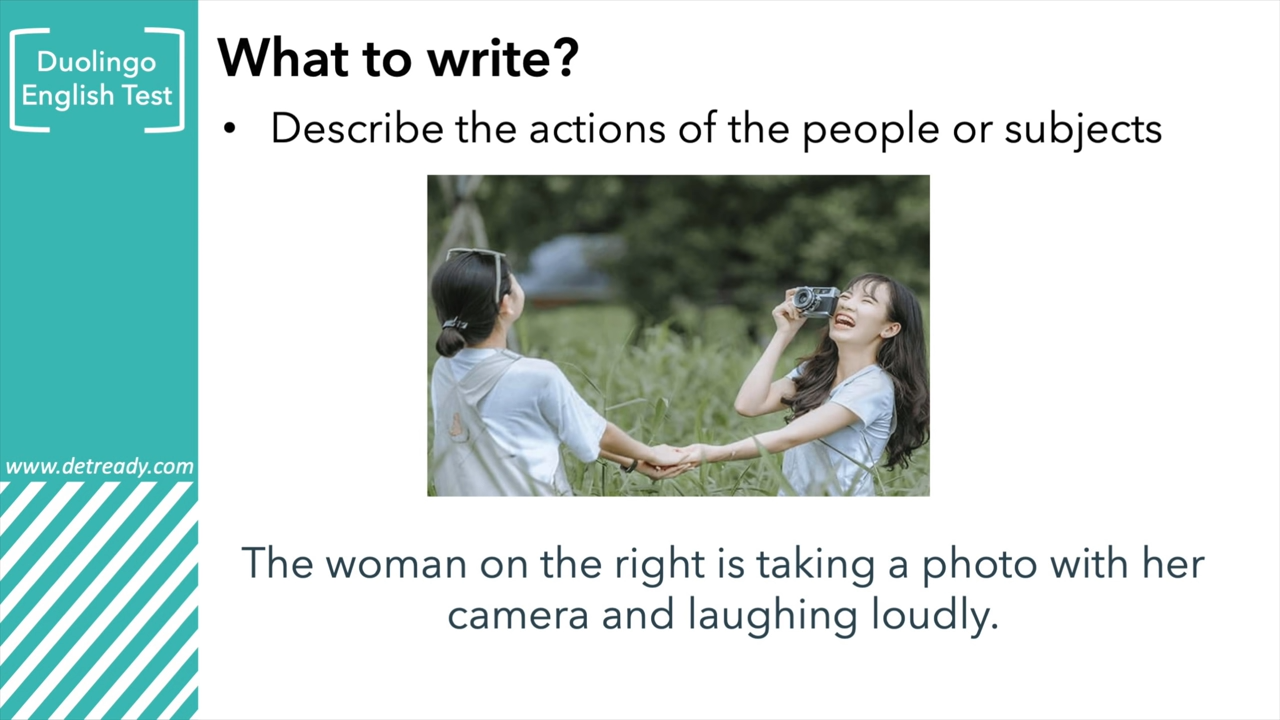 Duolingo
English Test
What to write?
• Describe the actions of the people or subjects
www.detready.com
The woman on the right is taking a photo with her
camera and laughing loudly.